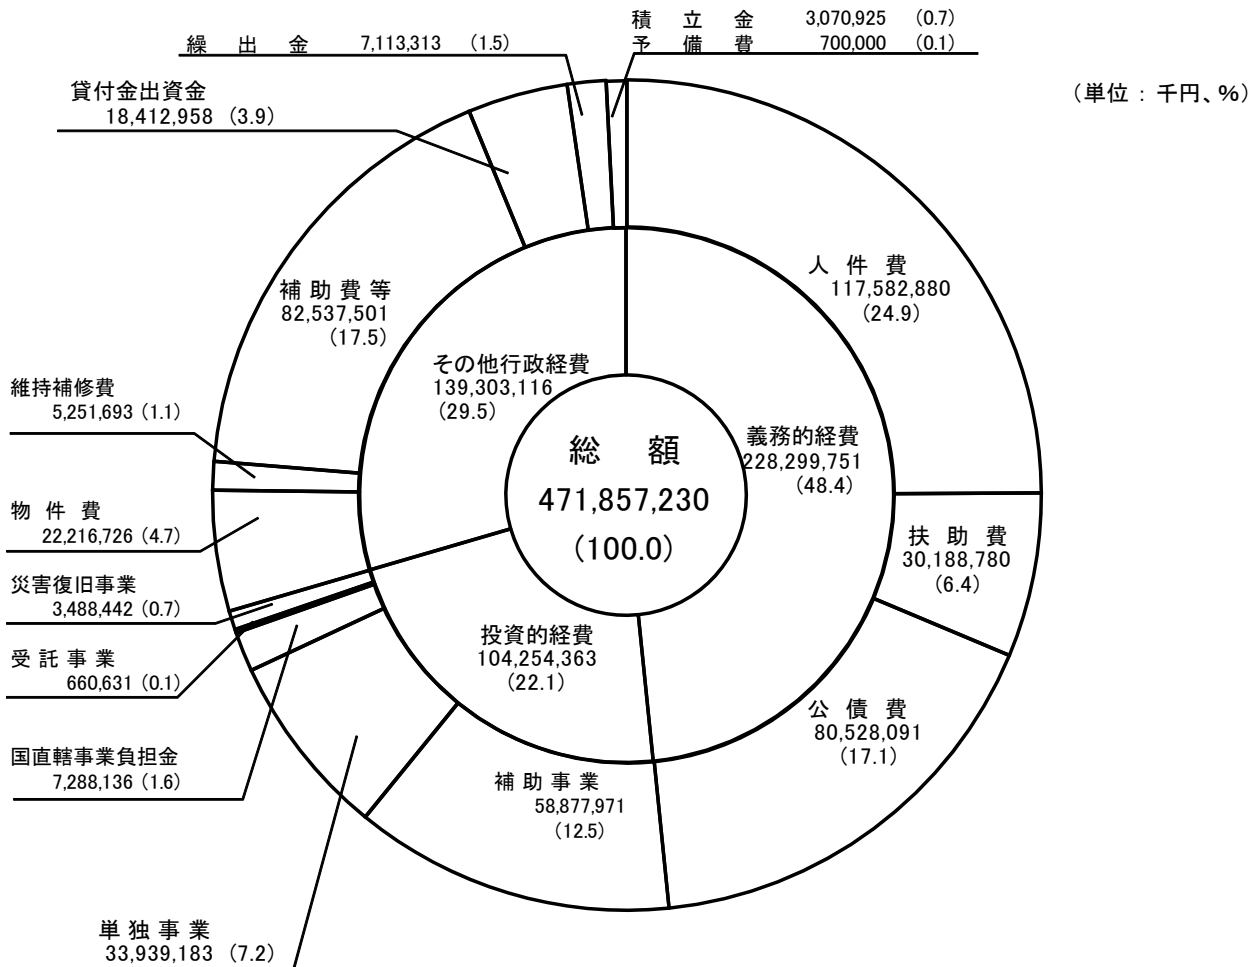 積立金 3,070,925 (0.7)
予備費 700,000 (0.1)
繰出金 7,113,313 (1.5)
(単位：千円、%)
貸付金出資金
18,412,958 (3.9)
人件費
117,582,880
(24.9)
補助費等
82,537,501
(17.5)
その他行政経費
139,303,116
(29.5)
維持補修費
5,251,693 (1.1)
総額
471,857,230
(100.0)
義務的経費
228,299,751
(48.4)
物件費
22,216,726 (4.7)
扶助費
30,188,780
(6.4)
災害復旧事業
3,488,442 (0.7)
投資的経費
104,254,363
(22.1)
受託事業
660,631 (0.1)
公債費
80,528,091
(17.1)
国直轄事業負担金
7,288,136 (1.6)
補助事業
58,877,971
(12.5)
単独事業
33,939,183 (7.2)